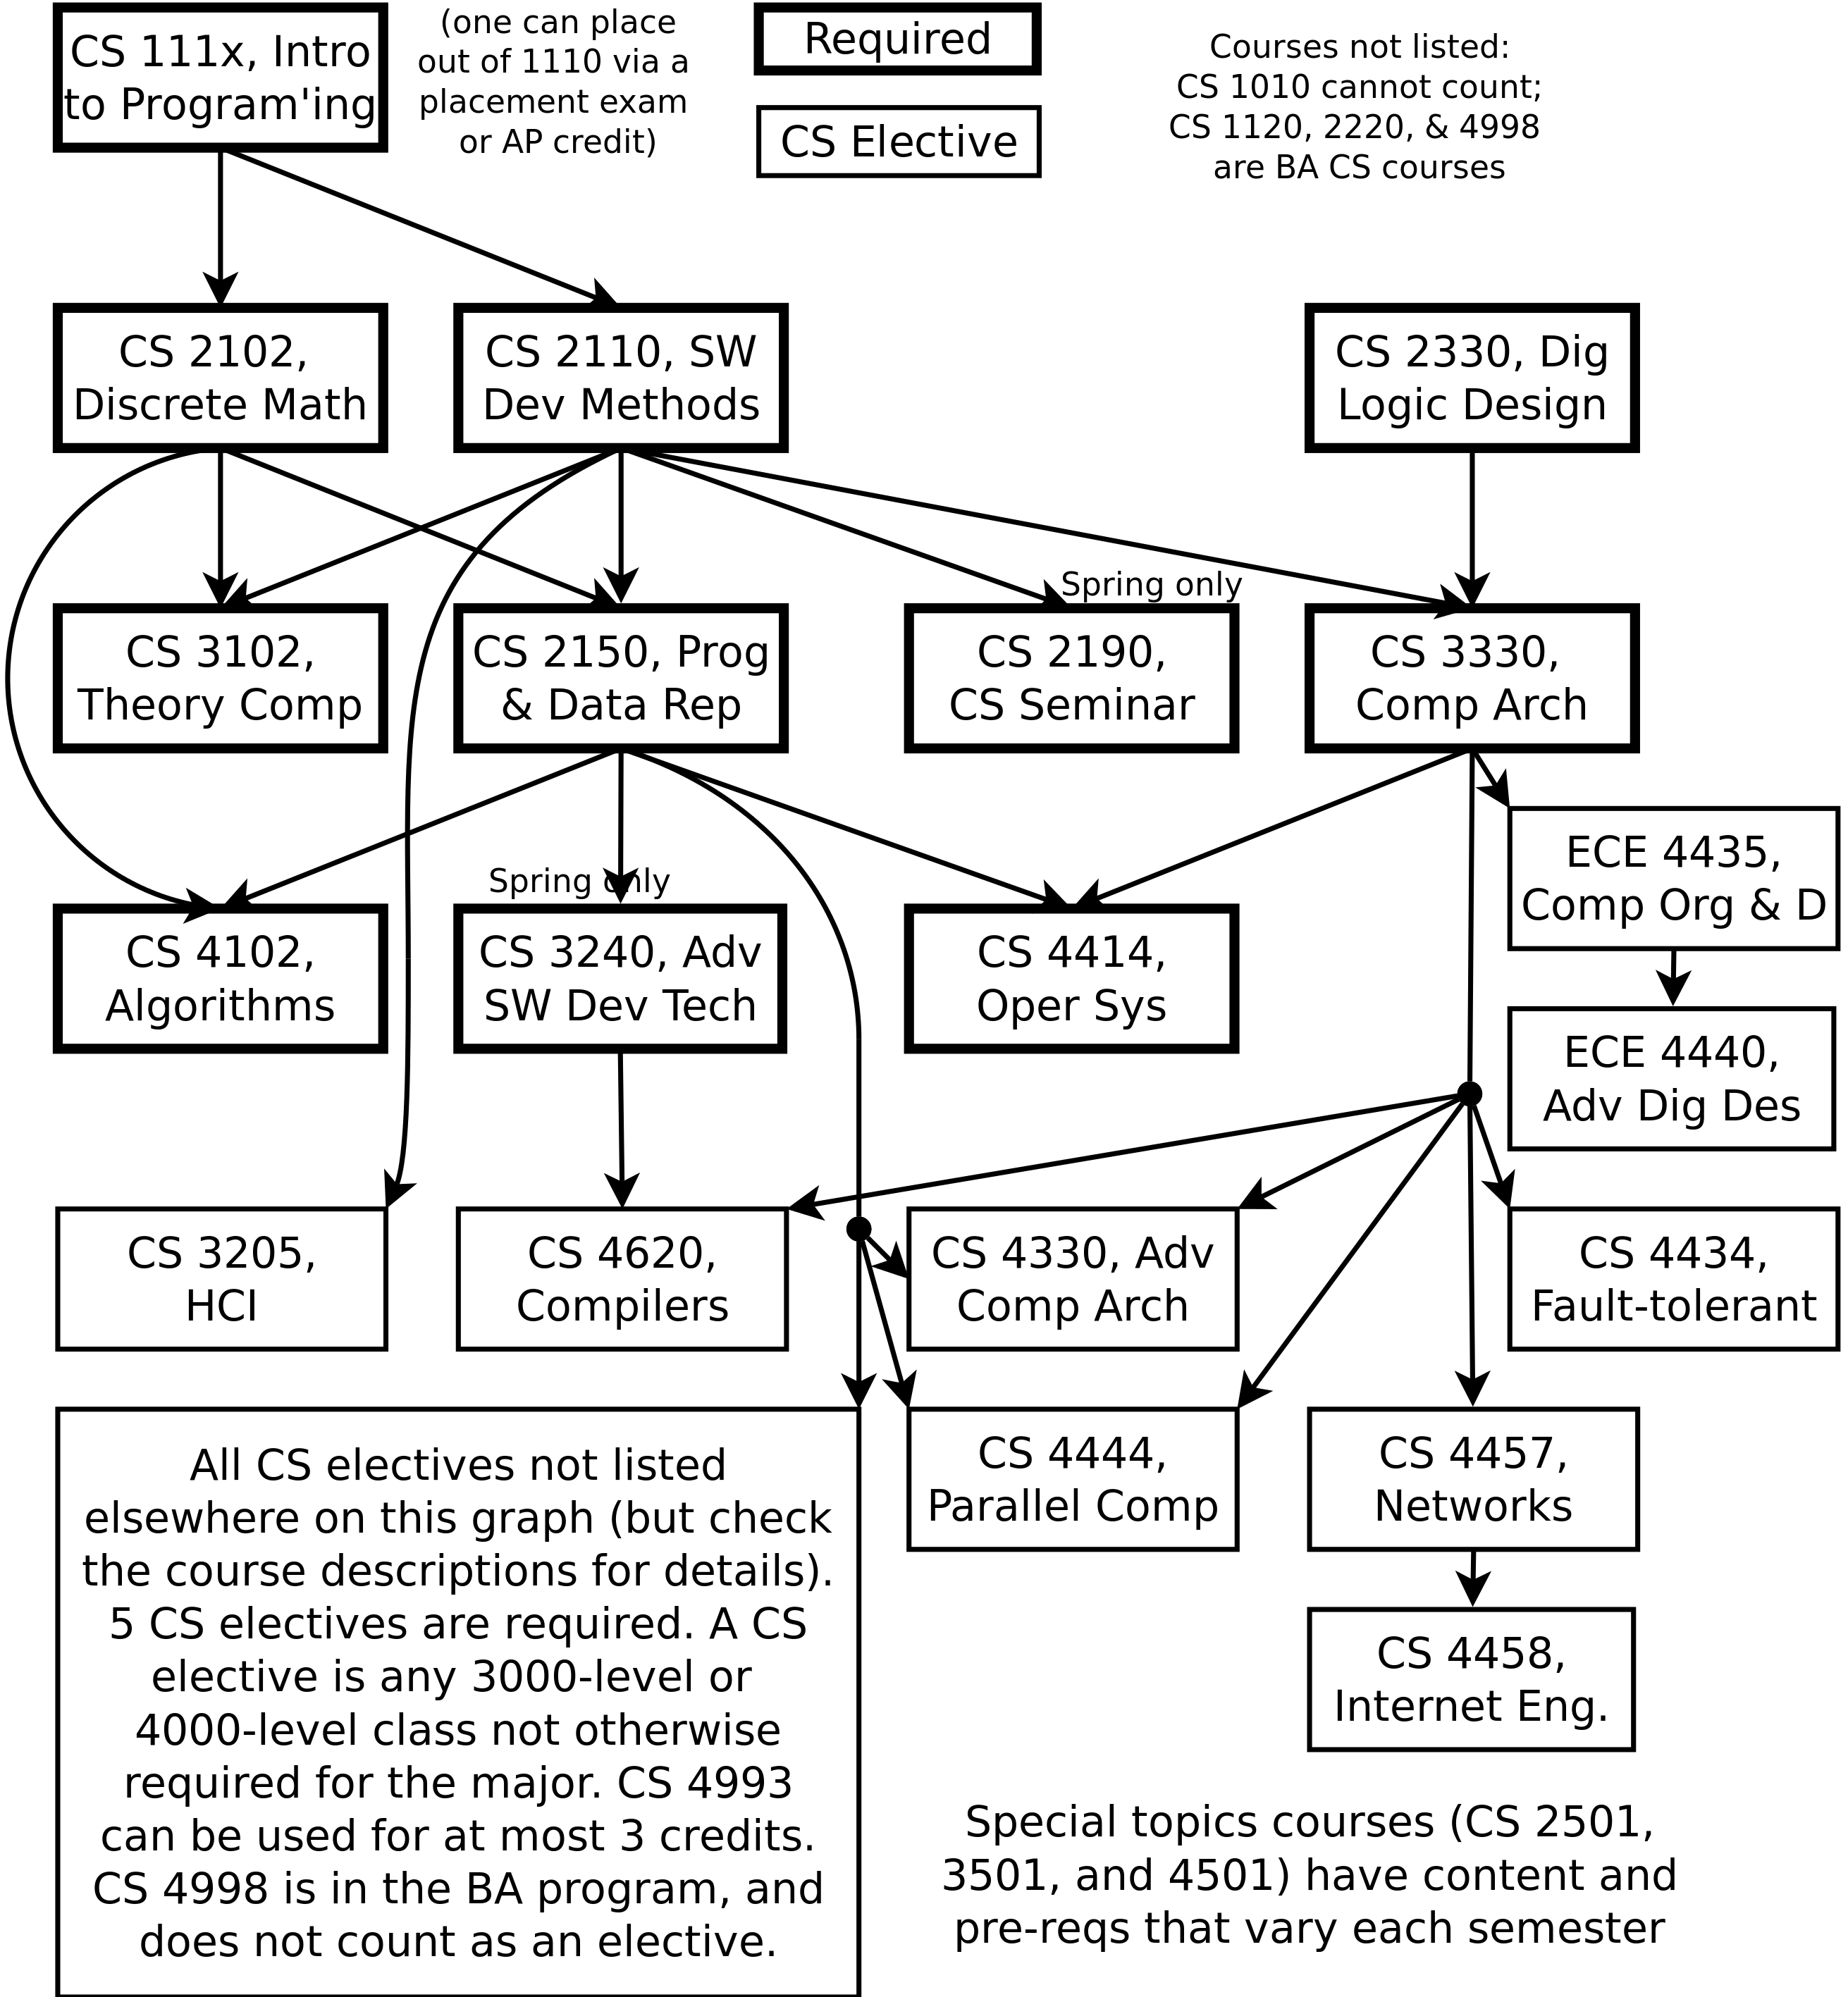 CS 111x, Intro
to Program'ing
(one can place
out of 1110 via a
placement exam
or AP credit)
Required
CS Elective
Courses not listed:
CS 1010 cannot count;
CS 1120, 2220, & 4998
are BA CS courses
CS 2102,
Discrete Math
CS 2110, SW
Dev Methods
CS 2330, Dig
Logic Design
Spring only
CS 3102,
Theory Comp
CS 2150, Prog
& Data Rep
CS 2190,
CS Seminar
CS 3330,
Comp Arch
ECE 4435,
Comp Org & D
Spring only
CS 4102,
Algorithms
CS 3240, Adv
SW Dev Tech
CS 4414,
Oper Sys
ECE 4440,
Adv Dig Des
CS 3205,
HCI
CS 4620,
Compilers
CS 4330, Adv
Comp Arch
CS 4434,
Fault-tolerant
All CS electives not listed
elsewhere on this graph (but check
the course descriptions for details).
5 CS electives are required. A CS
elective is any 3000-level or
4000-level class not otherwise
required for the major. CS 4993
can be used for at most 3 credits.
CS 4998 is in the BA program, and
does not count as an elective.
CS 4444,
Parallel Comp
CS 4457,
Networks
CS 4458,
Internet Eng.
Special topics courses (CS 2501,
3501, and 4501) have content and
pre-reqs that vary each semester